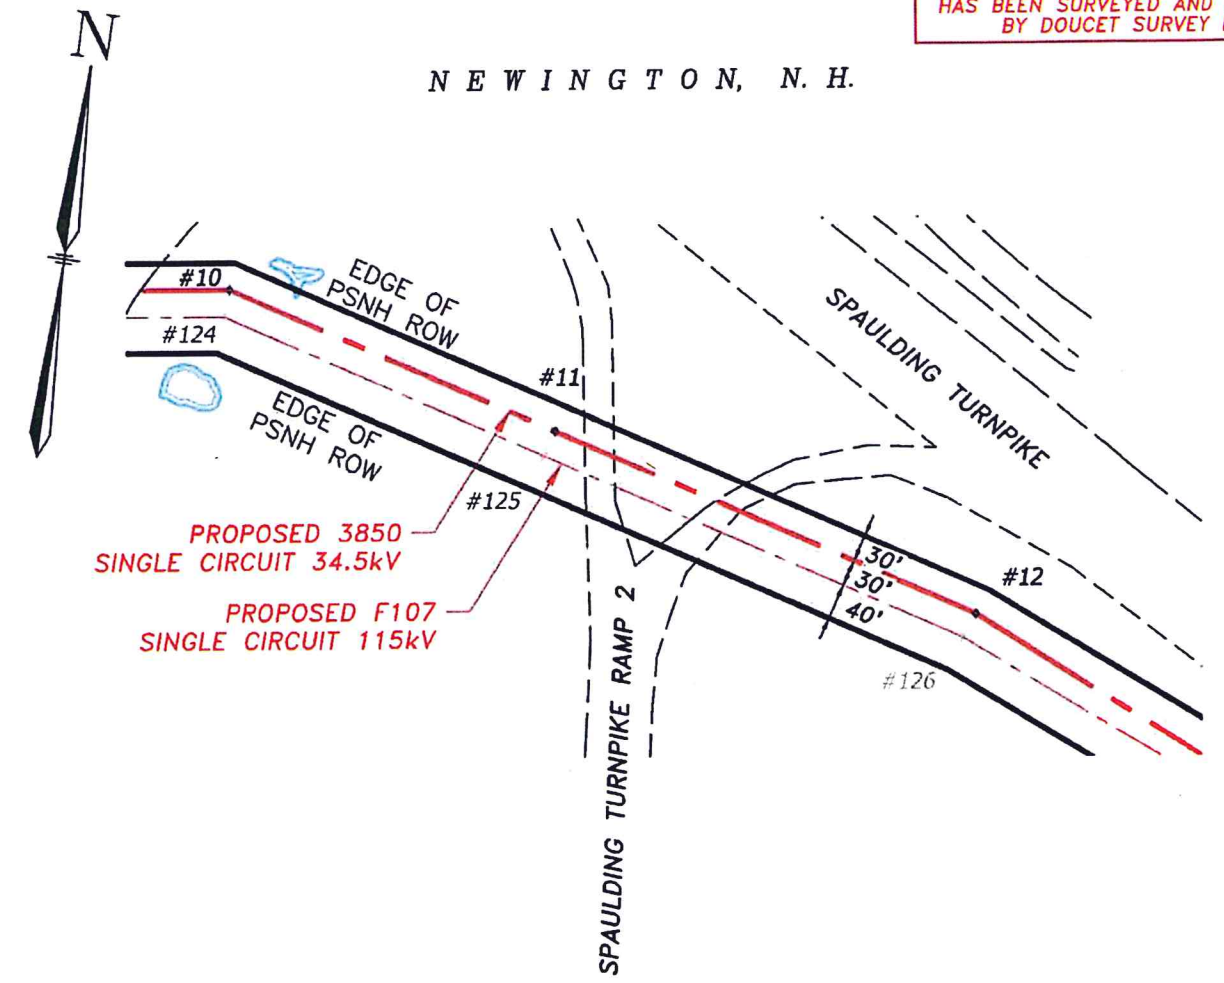 HAS BEEN SURVEYED AND
BY DOUCET SURVEY
N
NEWINGTON, N. H.
#10
EDGE OF
PSNH ROW
#124
#11
SPAULDING TURNPIKE
EDGE OF
PSNH ROW
#125
PROPOSED 3850
SINGLE CIRCUIT 34.5kV
30'
30'
40'
#12
PROPOSED F107
SINGLE CIRCUIT 115kV
#126
SPAULDING TURNPIKE RAMP 2